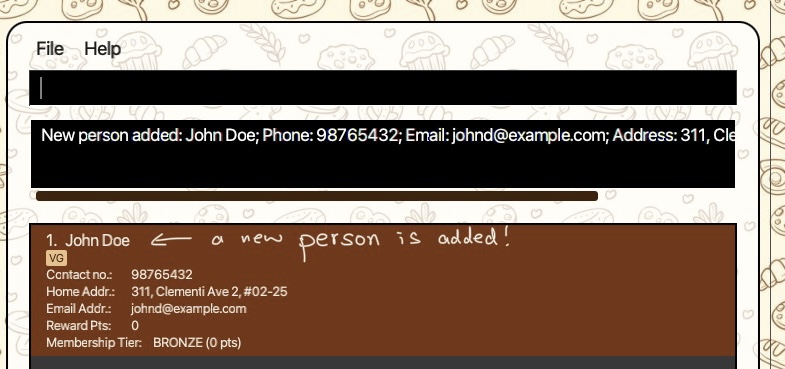 File Help
New person added: John Doe; Phone: 98765432; Email: johnd@example.com; Address: 311, Cle
1. John Doe ← a new person is added!
VG
Contact no.: 98765432
Home Addr.: 311, Clementi Ave 2, #02-25
Email Addr.: johnd@example.com
Reward Pts: 0
Membership Tier: BRONZE (0 pts)